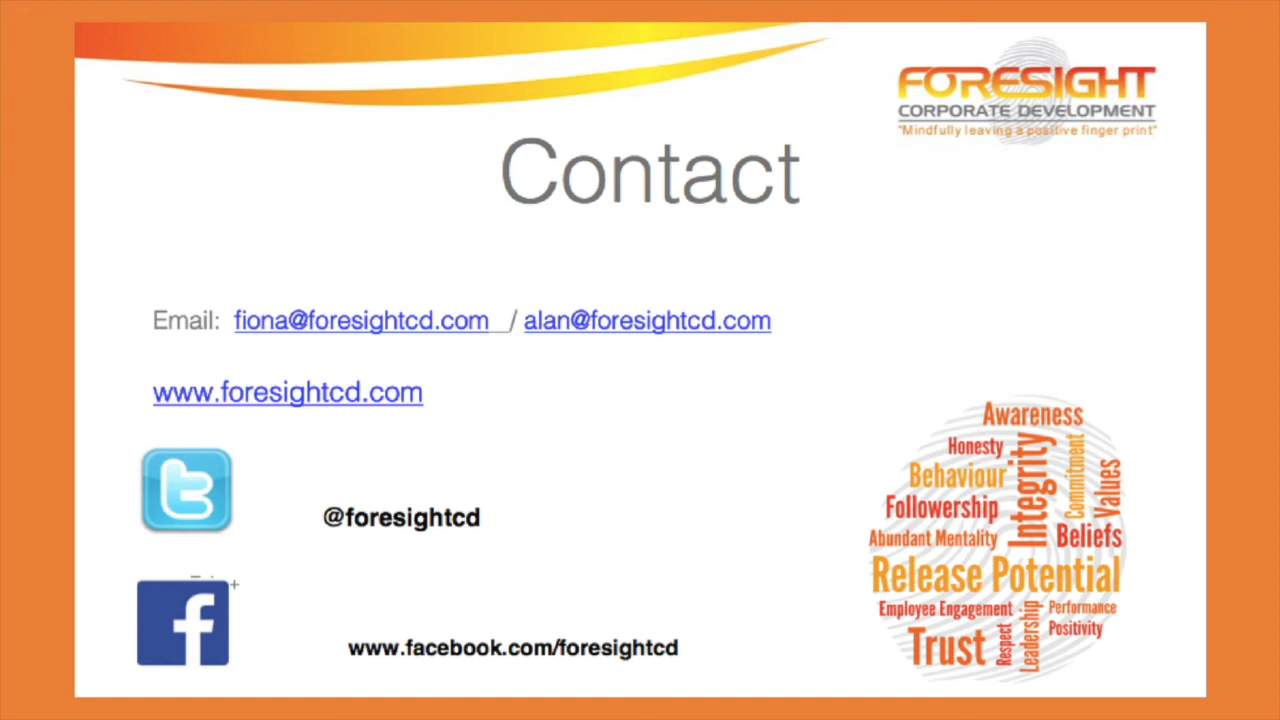 FORESIGHT
CORPORATE DEVELOPMENT
"Mindfully leaving a positive finger print"
Contact
Email: fiona@foresightcd.com / alan@foresightcd.com
www.foresightcd.com
@foresightcd
www.facebook.com/foresightcd
Awareness
Honesty
Integrity
Commitment
Values
Behaviour
Followership
Abundant Mentality
Beliefs
Release Potential
Employee Engagement
Performance
Trust
Respect
Leadership
Positivity